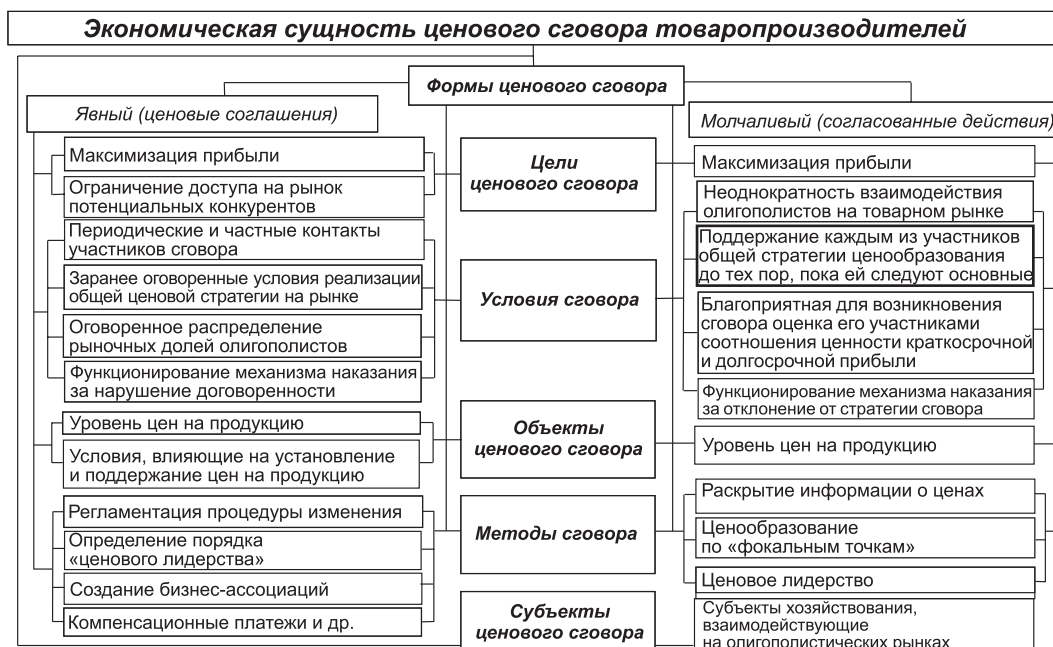 Экономическая сущность ценового сговора товаропроизводителей
Формы ценового сговора
Явный (ценовые соглашения)
Молчаливый (согласованные действия)
Максимизация прибыли
Ограничение доступа на рынок
потенциальных конкурентов
Цели
ценового сговора
Максимизация прибыли
Периодические и частные контакты
участников сговора
Заранее оговоренные условия реализации
общей ценовой стратегии на рынке
Оговоренное распределение
рыночных долей олигополистов
Функционирование механизма наказания
за нарушение договоренности
Условия сговора
Неоднократность взаимодействия
олигополистов на товарном рынке
Поддержание каждым из участников
общей стратегии ценообразования
до тех пор, пока ей следуют основные
Благоприятная для возникновения
сговора оценка его участниками
соотношения ценности краткосрочной
и долгосрочной прибыли
Функционирование механизма наказания
за отклонение от стратегии сговора
Уровень цен на продукцию
Условия, влияющие на установление
и поддержание цен на продукцию
Объекты
ценового сговора
Уровень цен на продукцию
Регламентация процедуры изменения
Определение порядка
«ценового лидерства»
Создание бизнес-ассоциаций
Компенсационные платежи и др.
Методы сговора
Раскрытие информации о ценах
Ценообразование
по «фокальным точкам»
Ценовое лидерство
Субъекты
ценового сговора
Субъекты хозяйствования,
взаимодействующие
на олигополистических рынках